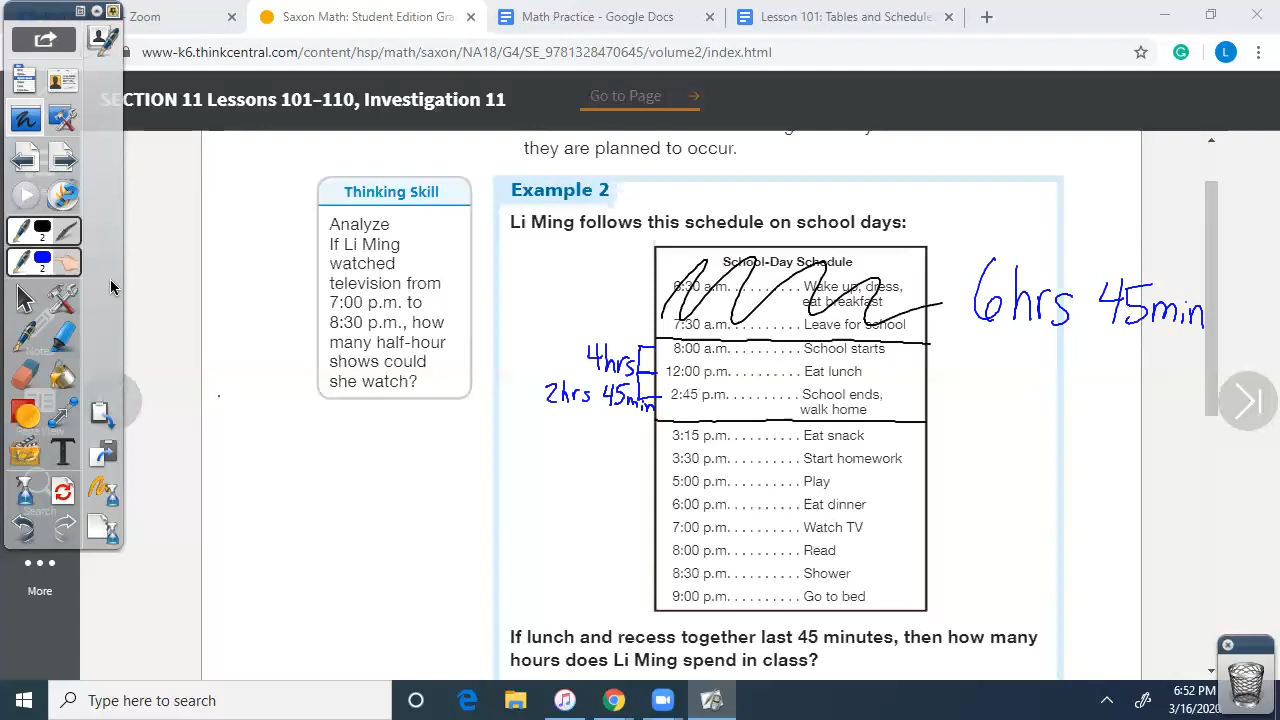 Zoom
Saxon Math: Student Edition Gra
Math Practice - Google Docs
Lesson 101: Tables and Schedule
www-k6.thinkcentral.com/content/hsp/math/saxon/NA18/G4/SE_9781328470645/volume2/index.html
L
SECTION 11 Lessons 101–110, Investigation 11
Go to Page →
they are planned to occur.
Thinking Skill
Analyze
If Li Ming
watched
television from
7:00 p.m. to
8:30 p.m., how
many half-hour
shows could
she watch?
Example 2
Li Ming follows this schedule on school days:
School-Day Schedule
6:30 a.m. . . . . . . . . . Wake up, dress,
eat breakfast
7:30 a.m. . . . . . . . . . Leave for school
8:00 a.m. . . . . . . . . . School starts
12:00 p.m. . . . . . . . . . Eat lunch
2:45 p.m. . . . . . . . . . School ends,
walk home
3:15 p.m. . . . . . . . . . Eat snack
3:30 p.m. . . . . . . . . . Start homework
5:00 p.m. . . . . . . . . . Play
6:00 p.m. . . . . . . . . . Eat dinner
7:00 p.m. . . . . . . . . . Watch TV
8:00 p.m. . . . . . . . . . Read
8:30 p.m. . . . . . . . . . Shower
9:00 p.m. . . . . . . . . . Go to bed
4hrs
2hrs 45min
6hrs 45min
If lunch and recess together last 45 minutes, then how many
hours does Li Ming spend in class?
2
2
Notes
Search
More
Type here to search
6:52 PM
3/16/2020